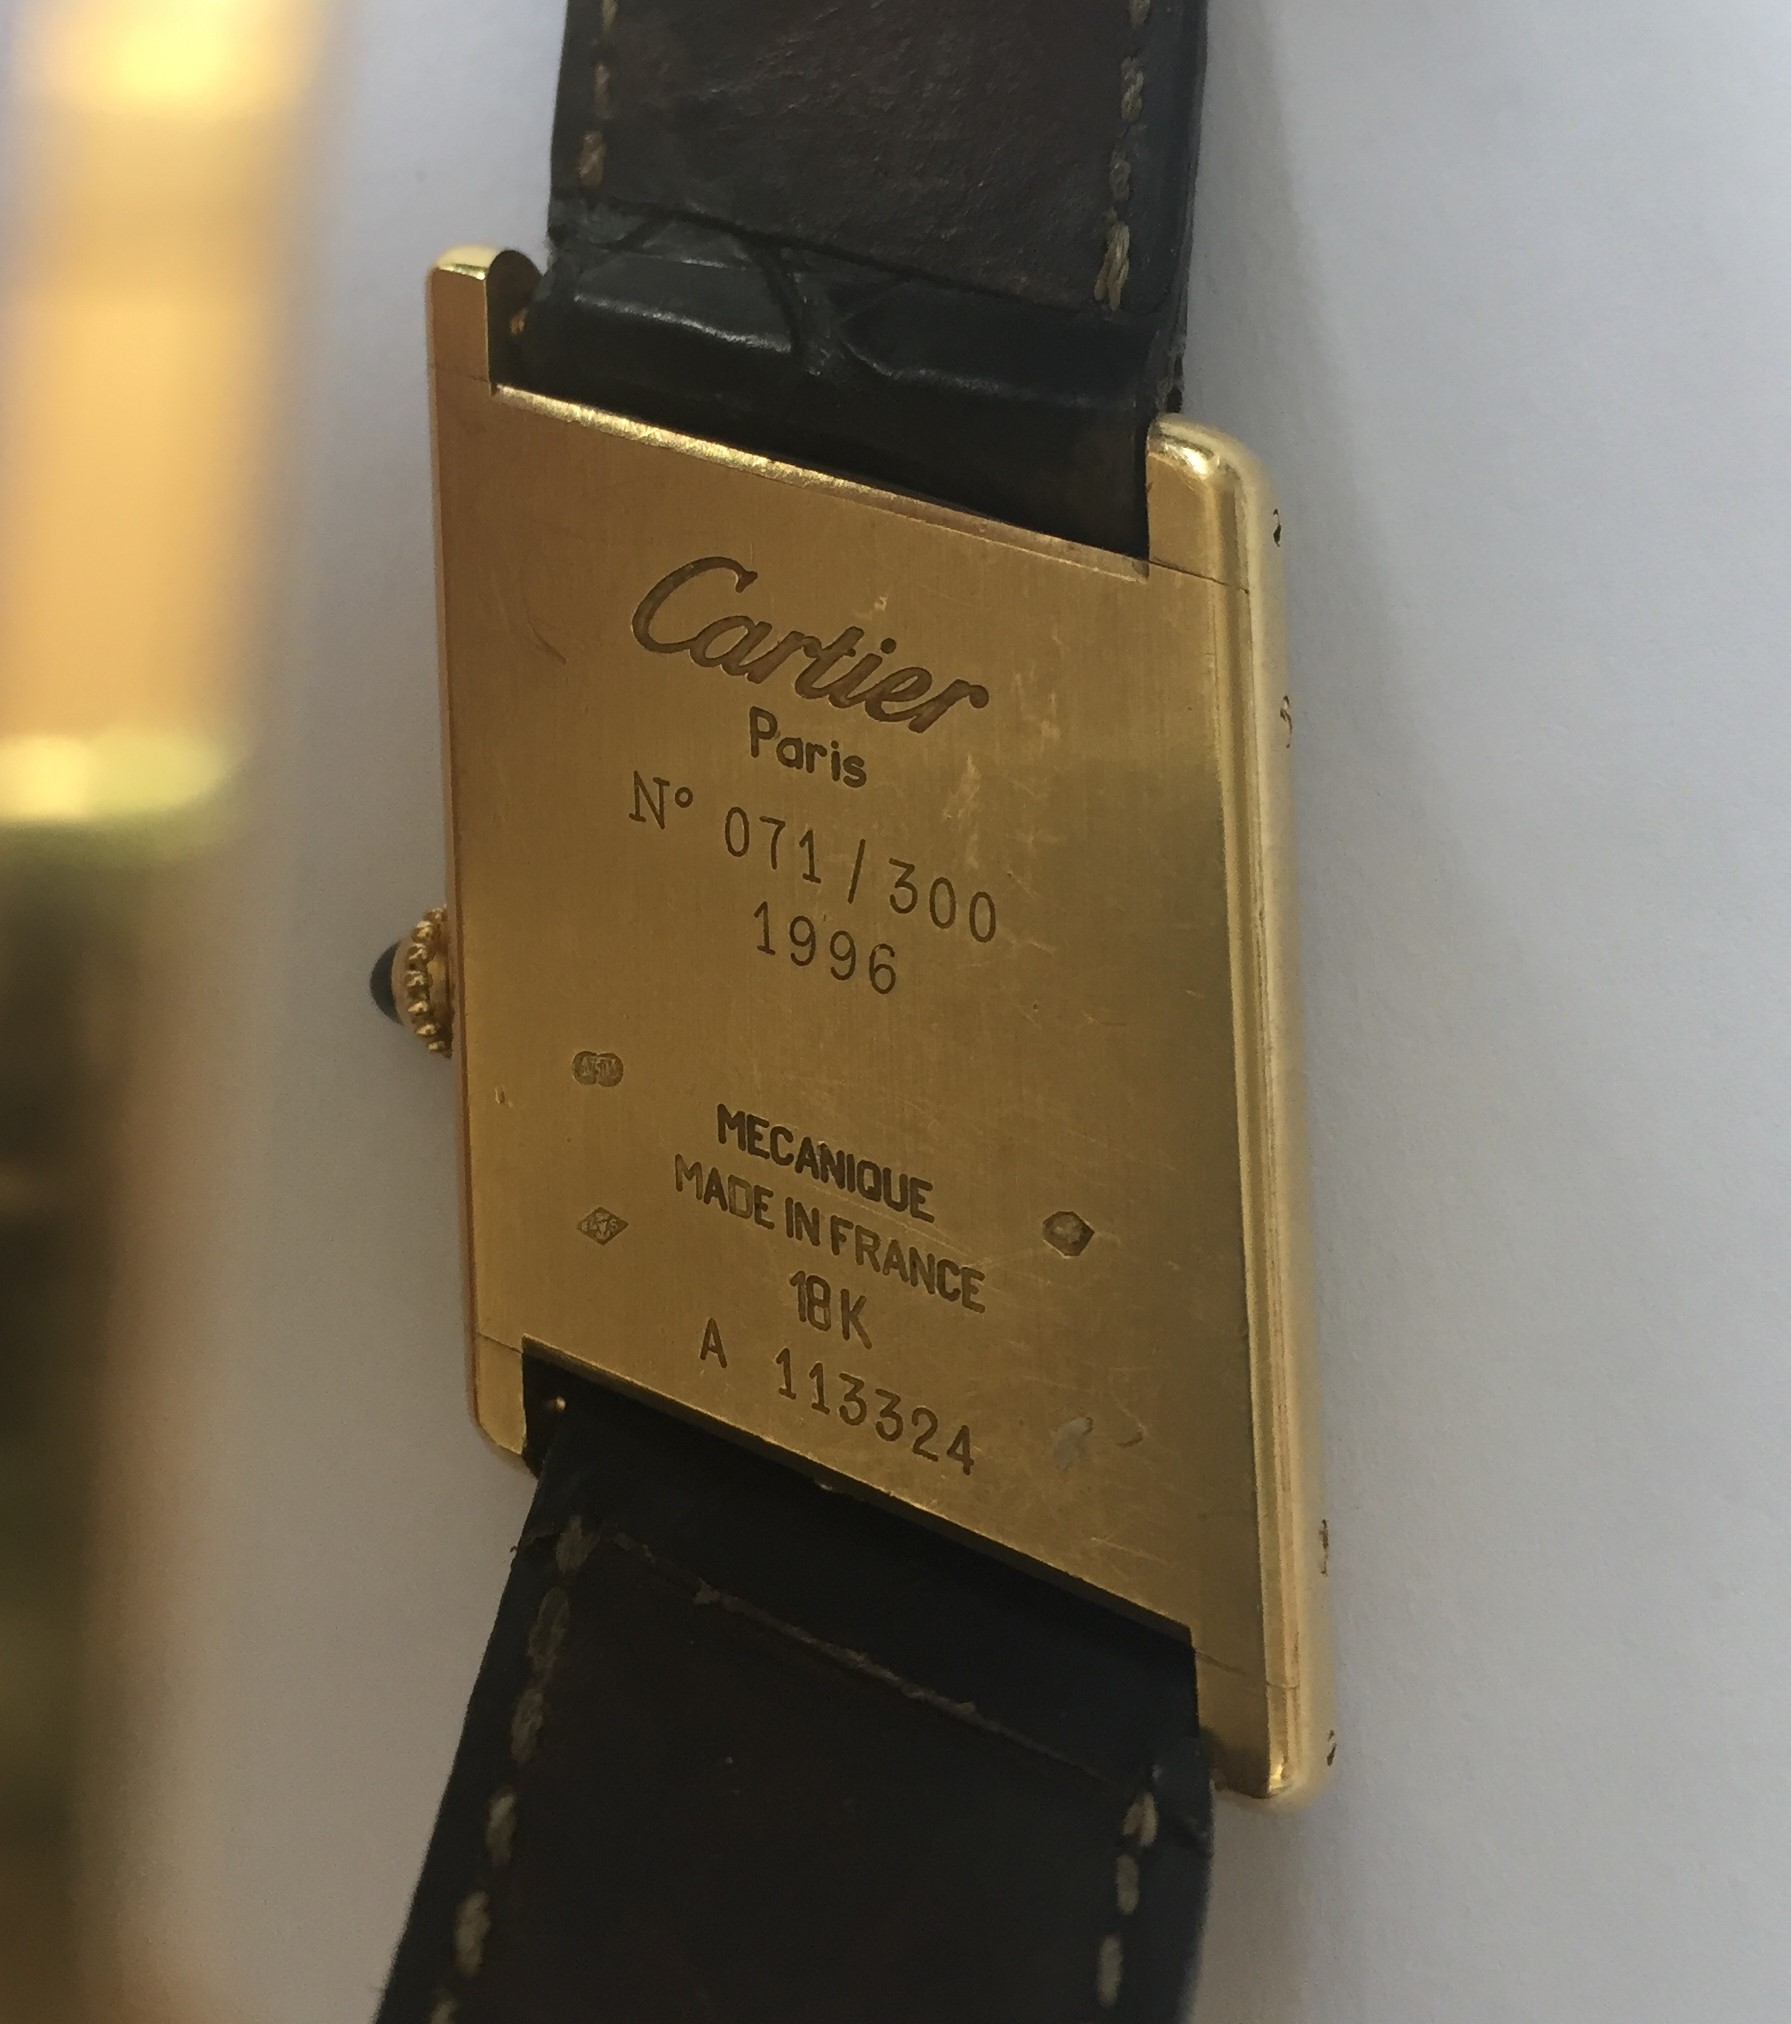 Cartier
Paris
N° 071/300
1996
MECANIQUE
MADE IN FRANCE
18K
A 113324